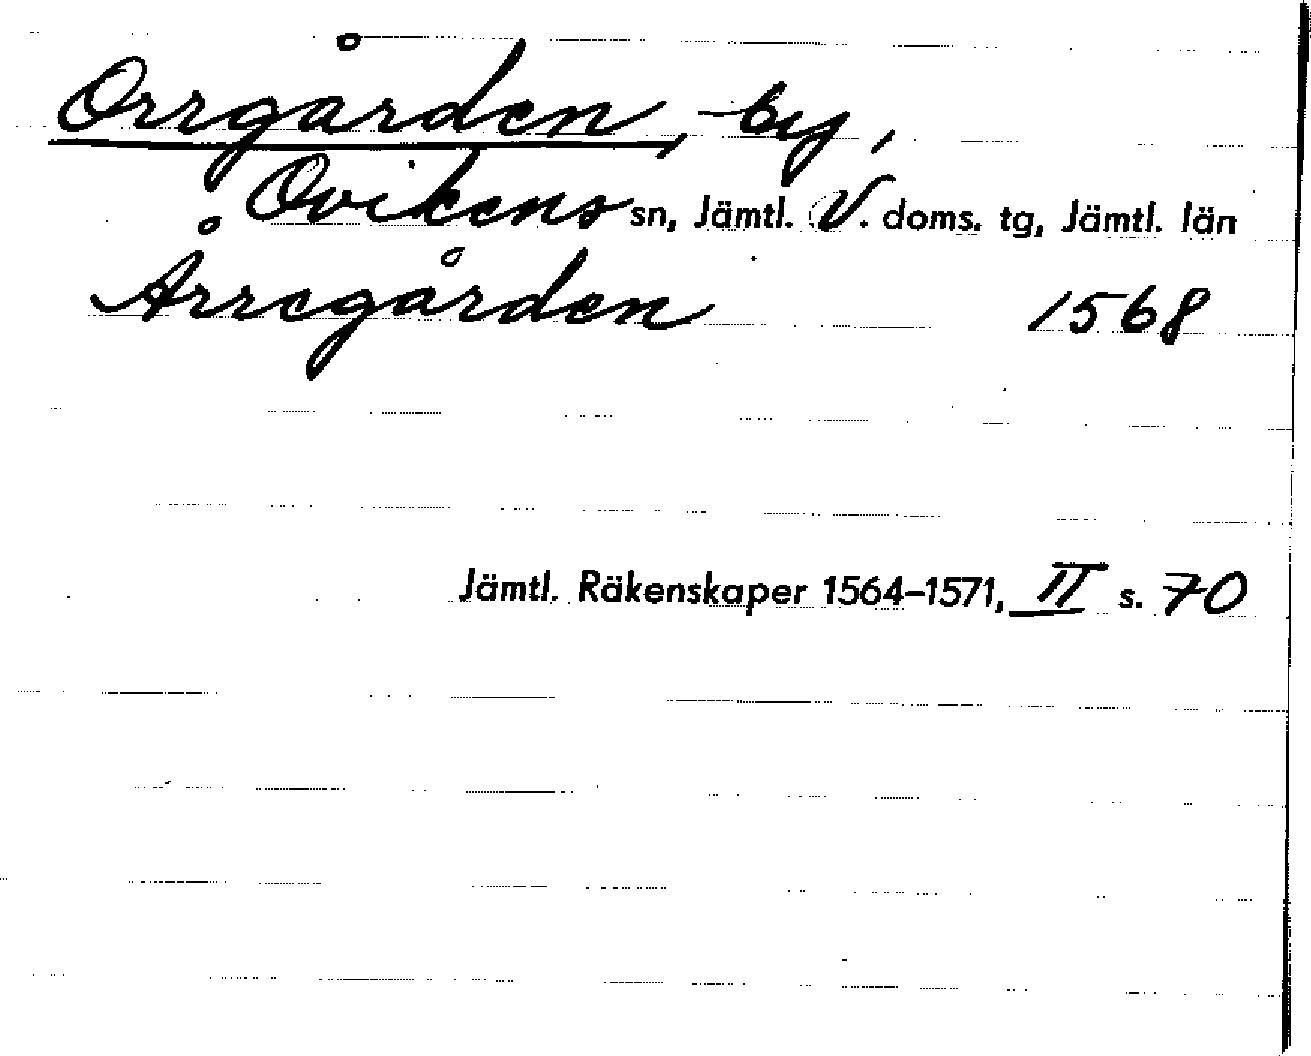 Orrgården, by,
Ovikens sn, Jämtl. V. doms. tg, Jämtl. län
Årregården 1568
Jämtl. Räkenskaper 1564–1571, II s. 70